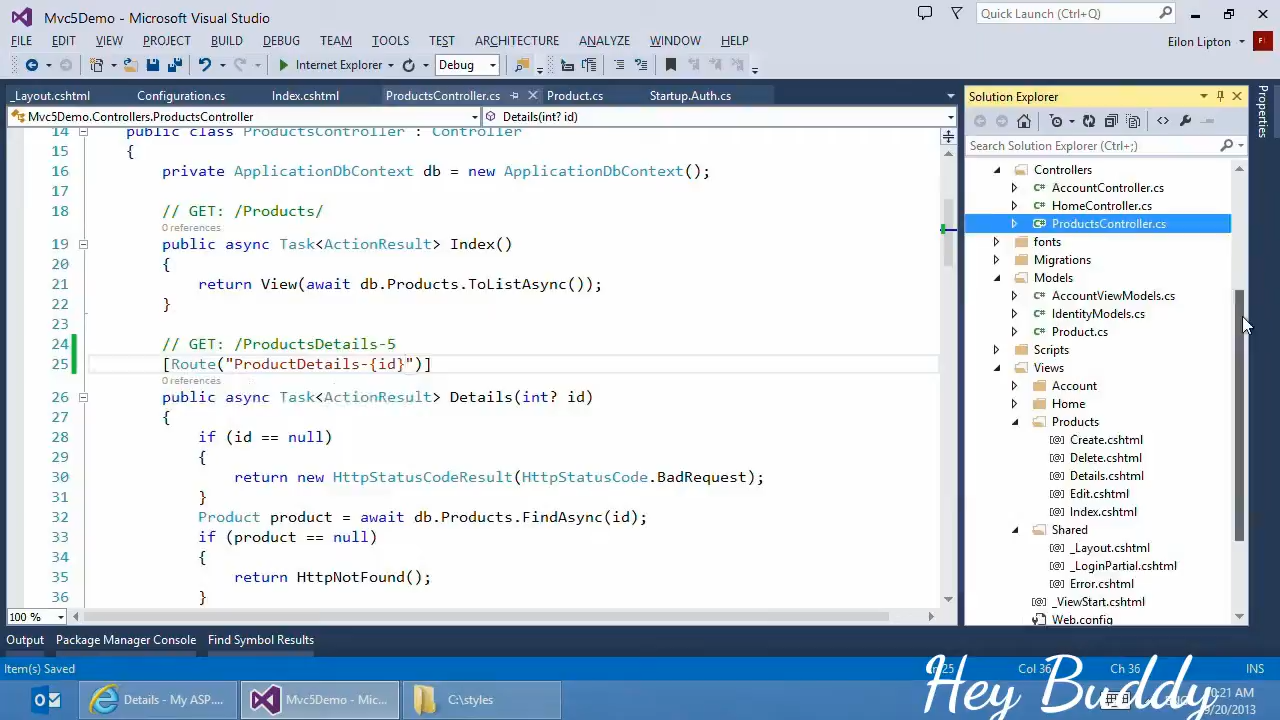 Mvc5Demo - Microsoft Visual Studio
Quick Launch (Ctrl+Q)
FILE EDIT VIEW PROJECT BUILD DEBUG TEAM TOOLS TEST ARCHITECTURE ANALYZE WINDOW HELP
Eilon Lipton
Internet Explorer Debug
_Layout.cshtml Configuration.cs Index.cshtml ProductsController.cs Product.cs Startup.Auth.cs
Mvc5Demo.Controllers.ProductsController Details(int? id)
14 public class ProductsController : Controller
15 {
16 private ApplicationDbContext db = new ApplicationDbContext();
17
18 // GET: /Products/
0 references
19 public async Task<ActionResult> Index()
20 {
21 return View(await db.Products.ToListAsync());
22 }
23
24 // GET: /ProductsDetails-5
25 [Route("ProductDetails-{id}")]
0 references
26 public async Task<ActionResult> Details(int? id)
27 {
28 if (id == null)
29 {
30 return new HttpStatusCodeResult(HttpStatusCode.BadRequest);
31 }
32 Product product = await db.Products.FindAsync(id);
33 if (product == null)
34 {
35 return HttpNotFound();
36 }
100 %
Solution Explorer
Search Solution Explorer (Ctrl+;)
Controllers
AccountController.cs
HomeController.cs
ProductsController.cs
fonts
Migrations
Models
AccountViewModels.cs
IdentityModels.cs
Product.cs
Scripts
Views
Account
Home
Products
Create.cshtml
Delete.cshtml
Details.cshtml
Edit.cshtml
Index.cshtml
Shared
_Layout.cshtml
_LoginPartial.cshtml
Error.cshtml
_ViewStart.cshtml
Web.config
Properties
Output Package Manager Console Find Symbol Results
Item(s) Saved Col 36 Ch 36 INS
Details - My ASP.... Mvc5Demo - Mic... C:\styles
Hey Buddy